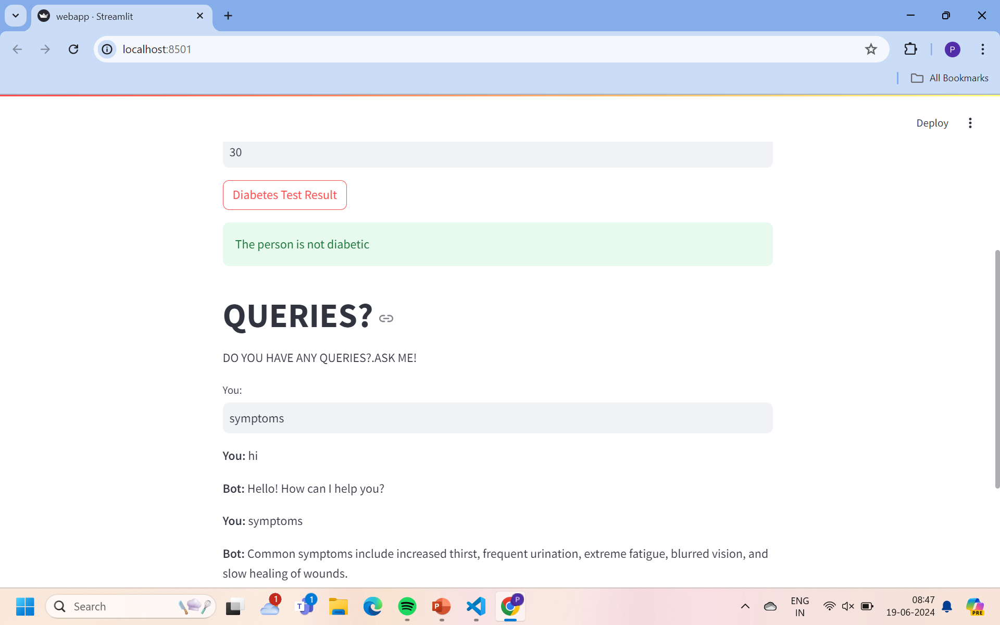 webapp · Streamlit
localhost:8501
P
All Bookmarks
Deploy
30
Diabetes Test Result
The person is not diabetic
QUERIES?
DO YOU HAVE ANY QUERIES?.ASK ME!
You:
symptoms
You: hi
Bot: Hello! How can I help you?
You: symptoms
Bot: Common symptoms include increased thirst, frequent urination, extreme fatigue, blurred vision, and
slow healing of wounds.
Search
1
T
1
P
P
ENG
IN
08:47
19-06-2024
PRE